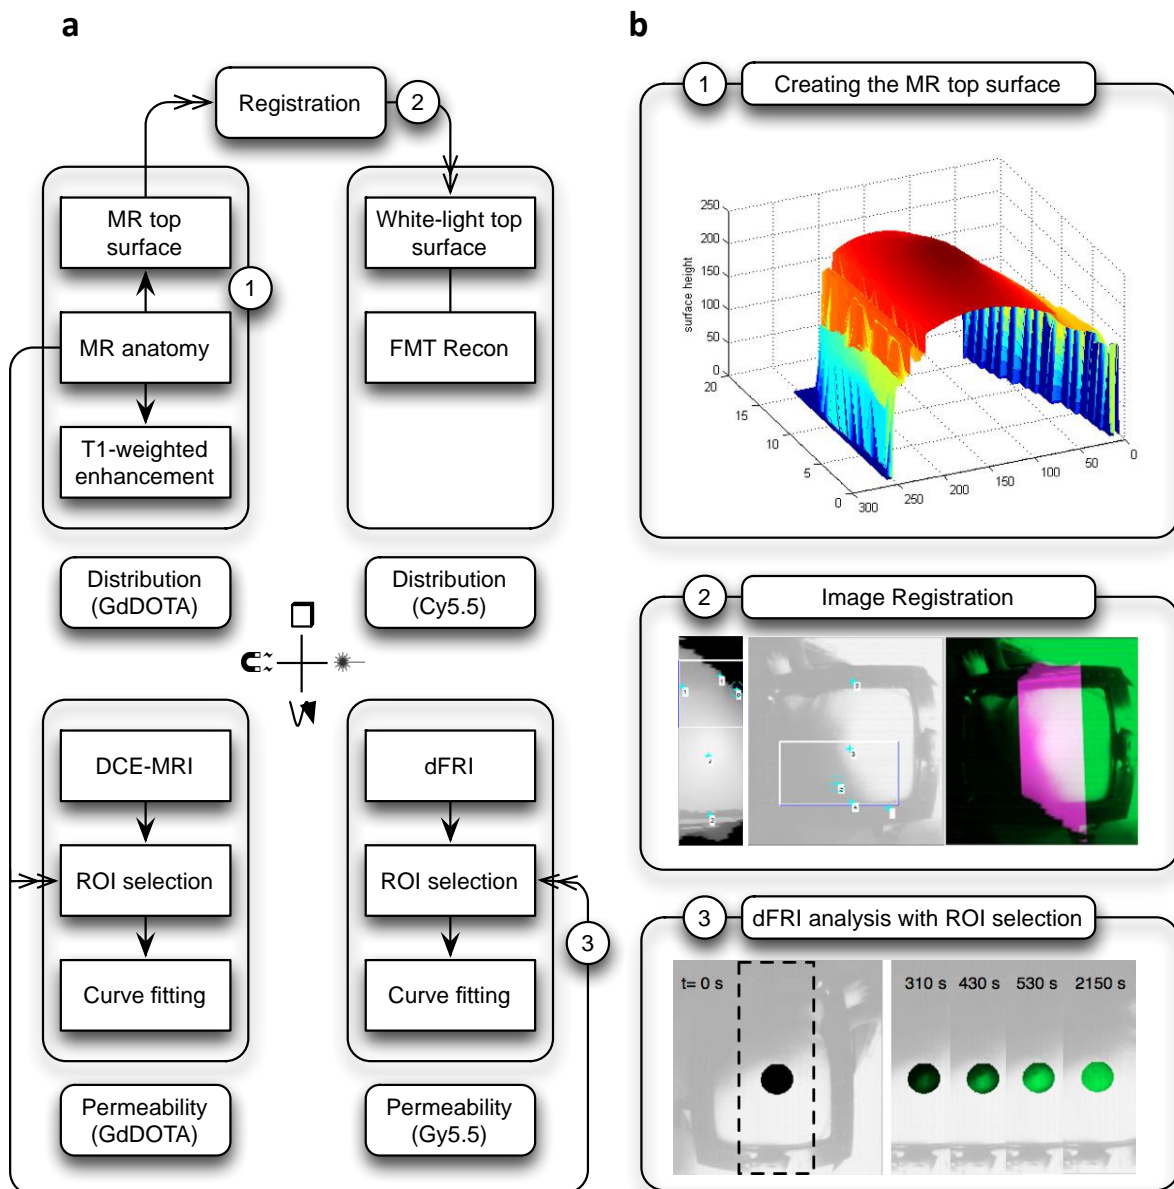 a
Registration
2
MR top
surface
White-light top
surface
1
MR anatomy
FMT Recon
T1-weighted
enhancement
Distribution
(GdDOTA)
Distribution
(Cy5.5)
DCE-MRI
dFRI
ROI selection
ROI selection
3
Curve fitting
Curve fitting
Permeability
(GdDOTA)
Permeability
(Gy5.5)
b
1
Creating the MR top surface
surface height
250
200
150
100
50
0
20
15
10
5
0
300
250
200
150
100
50
0
2
Image Registration
3
dFRI analysis with ROI selection
t= 0 s
310 s
430 s
530 s
2150 s